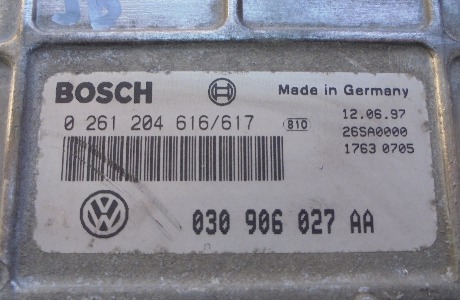 BOSCH Made in Germany
12.06.97
0 261 204 616/617 810 26SA0000
1763 0705
030 906 027 AA